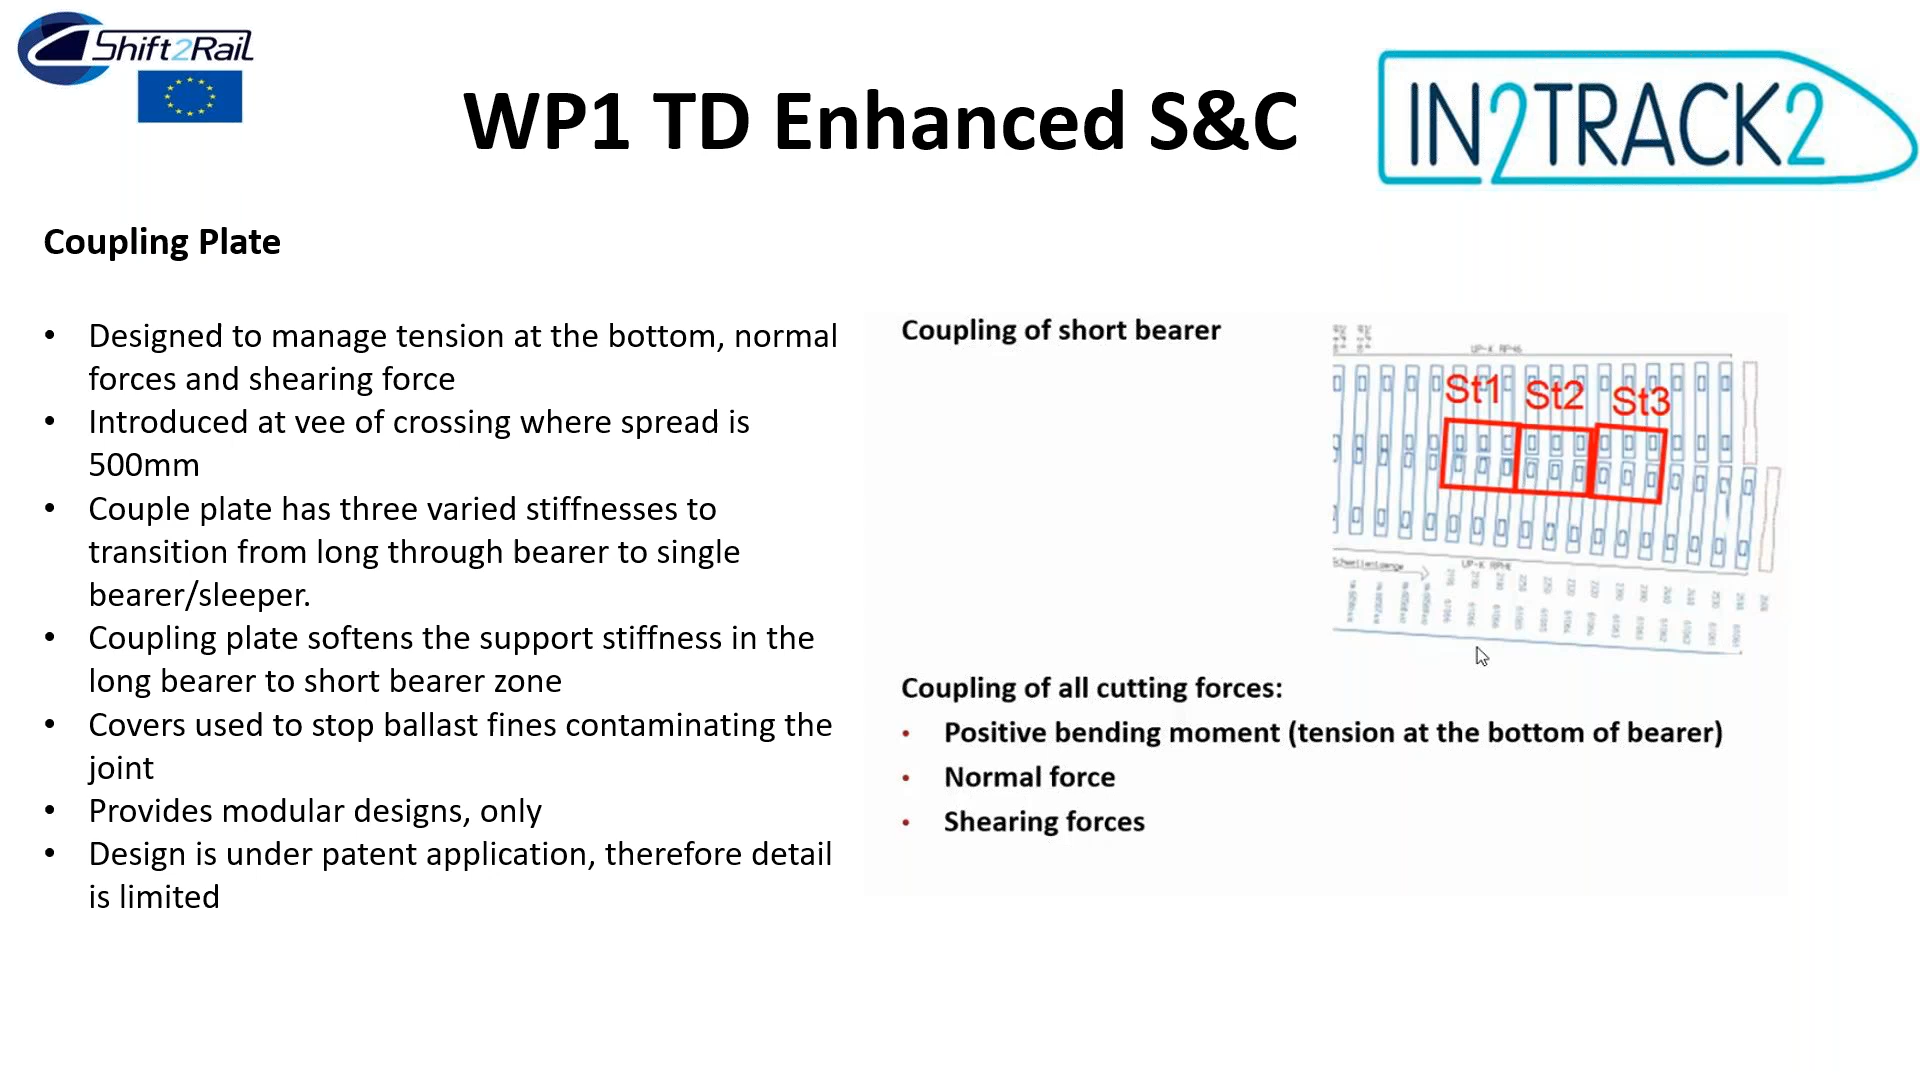 Shift2Rail
WP1 TD Enhanced S&C
IN2TRACK2
Coupling Plate
• Designed to manage tension at the bottom, normal
forces and shearing force
• Introduced at vee of crossing where spread is
500mm
• Couple plate has three varied stiffnesses to
transition from long through bearer to single
bearer/sleeper.
• Coupling plate softens the support stiffness in the
long bearer to short bearer zone
• Covers used to stop ballast fines contaminating the
joint
• Provides modular designs, only
• Design is under patent application, therefore detail
is limited
Coupling of short bearer
St1 St2 St3
Coupling of all cutting forces:
• Positive bending moment (tension at the bottom of bearer)
• Normal force
• Shearing forces